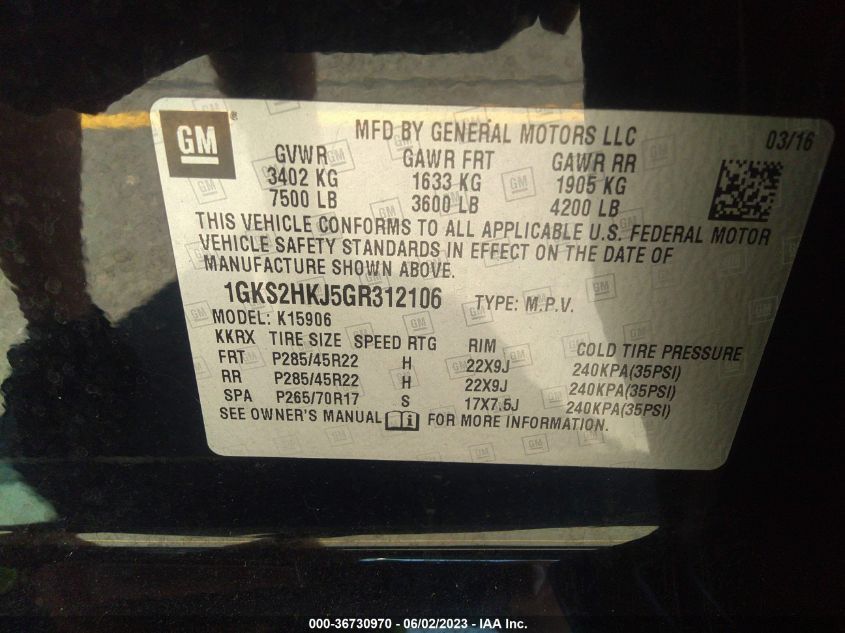 GM®
MFD BY GENERAL MOTORS LLC 03/16
GVWR GAWR FRT GAWR RR
3402 KG 1633 KG 1905 KG
7500 LB 3600 LB 4200 LB
THIS VEHICLE CONFORMS TO ALL APPLICABLE U.S. FEDERAL MOTOR
VEHICLE SAFETY STANDARDS IN EFFECT ON THE DATE OF
MANUFACTURE SHOWN ABOVE.
1GKS2HKJ5GR312106 TYPE: M.P.V.
MODEL: K15906
KKRX TIRE SIZE SPEED RTG RIM COLD TIRE PRESSURE
FRT P285/45R22 H 22X9J 240KPA(35PSI)
RR P285/45R22 H 22X9J 240KPA(35PSI)
SPA P265/70R17 S 17X7.5J 240KPA(35PSI)
SEE OWNER'S MANUAL FOR MORE INFORMATION.
000-36730970 - 06/02/2023 - IAA Inc.